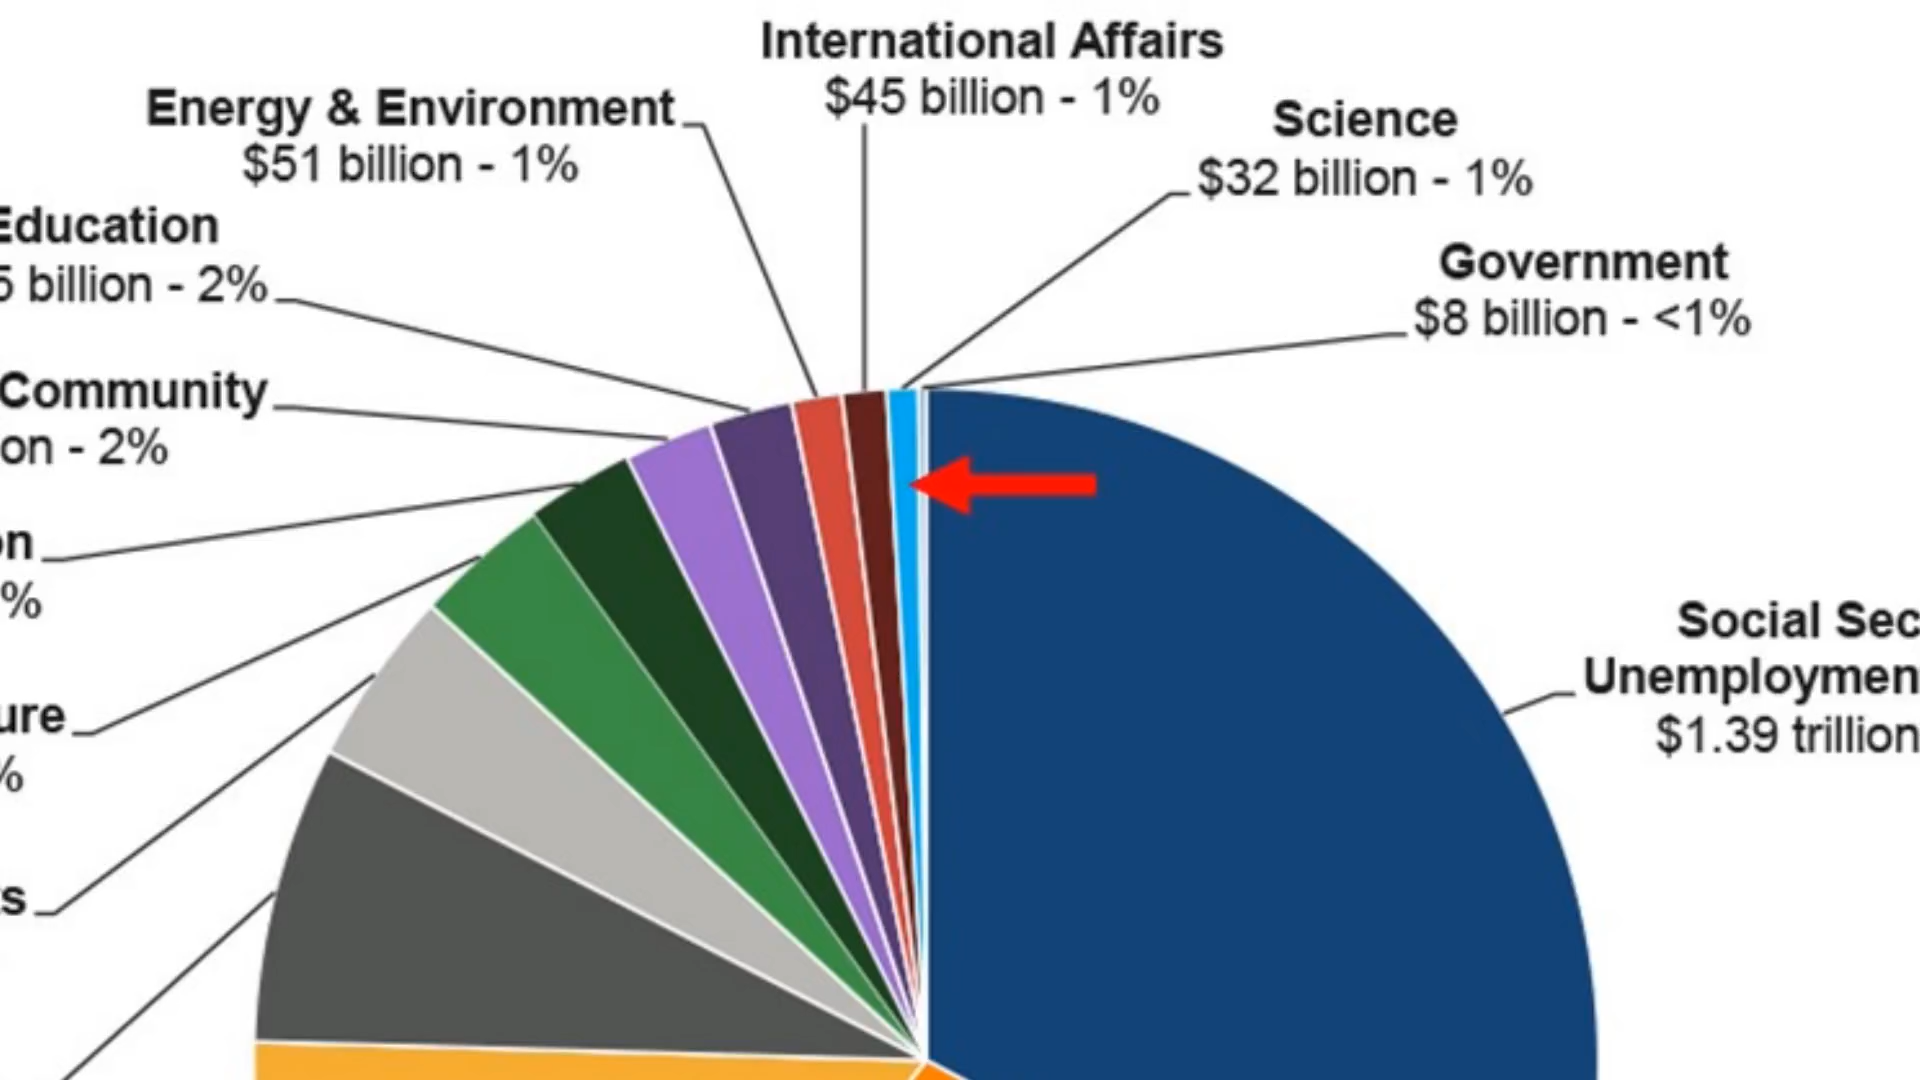 International Affairs
$45 billion - 1%
Energy & Environment
$51 billion - 1%
Science
$32 billion - 1%
Education
5 billion - 2%
Government
$8 billion - <1%
Community
on - 2%
on
%
Social Sec
Unemploymen
$1.39 trillion
ure
%
s